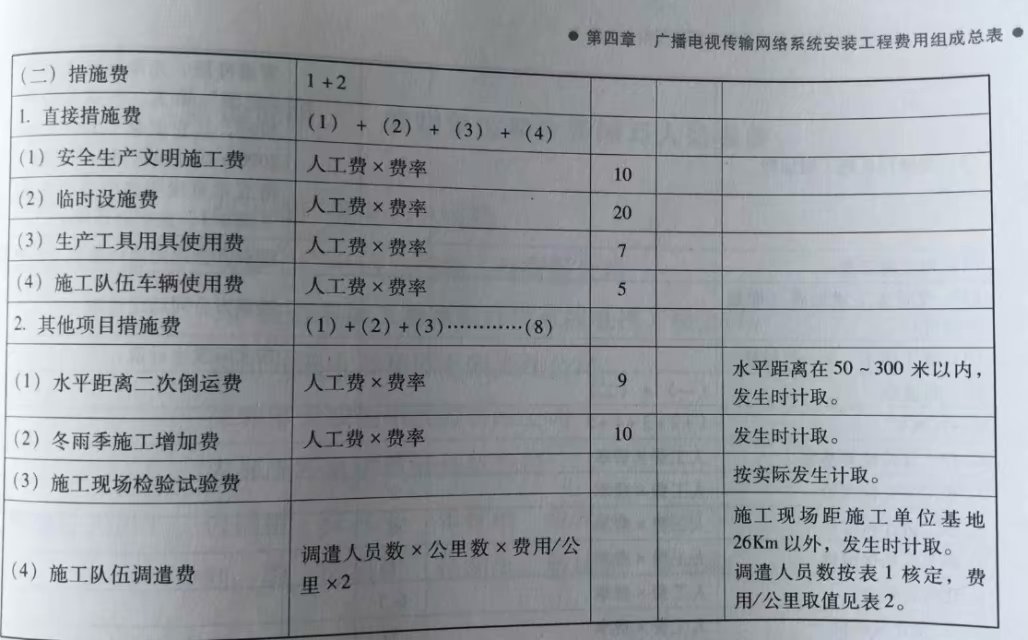 ● 第四章 广播电视传输网络系统安装工程费用组成总表 ●
(二) 措施费 1+2
1. 直接措施费 (1) + (2) + (3) + (4)
(1) 安全生产文明施工费 人工费×费率 10
(2) 临时设施费 人工费×费率 20
(3) 生产工具用具使用费 人工费×费率 7
(4) 施工队伍车辆使用费 人工费×费率 5
2. 其他项目措施费 (1)+(2)+(3)…………(8)
(1) 水平距离二次倒运费 人工费×费率 9 水平距离在 50~300 米以内,
发生时计取。
(2) 冬雨季施工增加费 人工费×费率 10 发生时计取。
(3) 施工现场检验试验费 按实际发生计取。
(4) 施工队伍调遣费 调遣人员数×公里数×费用/公
里×2
施工现场距施工单位基地
26Km 以外，发生时计取。
调遣人员数按表 1 核定，费
用/公里取值见表 2。